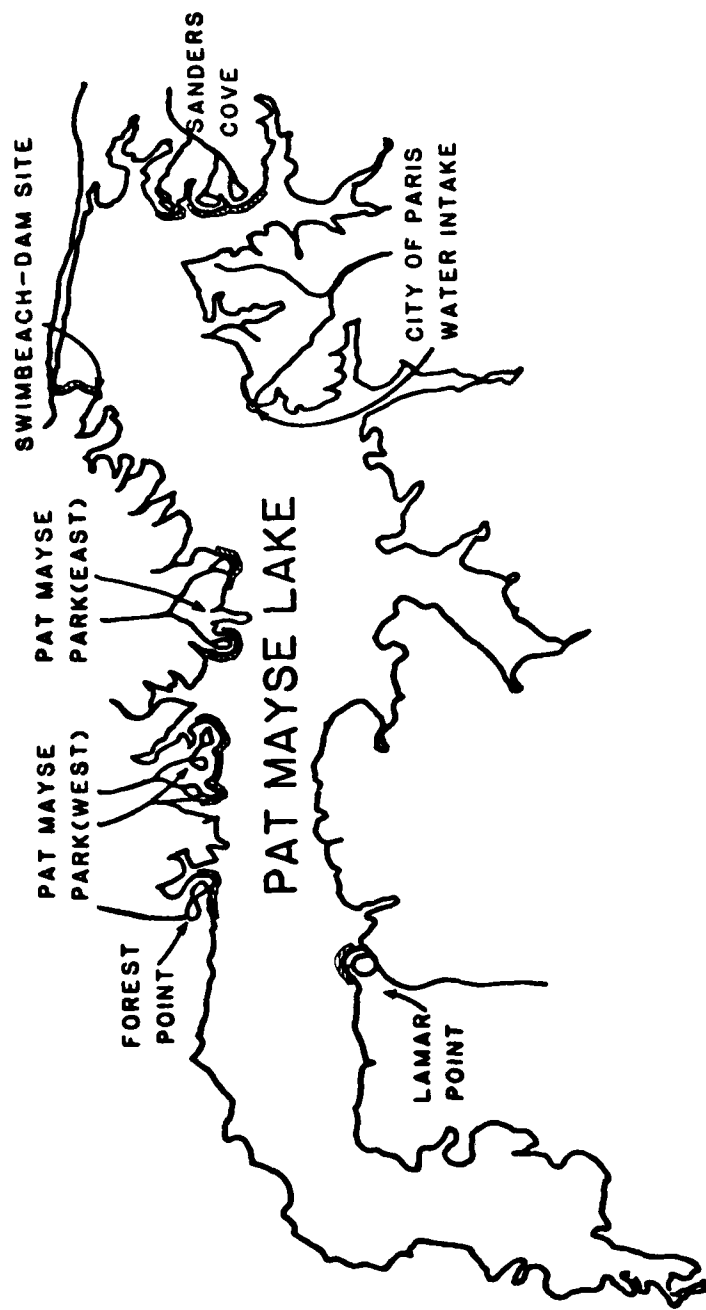 SWIMBEACH-DAM SITE
SANDERS
COVE
PAT MAYSE
PARK(EAST)
PAT MAYSE
PARK(WEST)
FOREST
POINT
PAT MAYSE LAKE
CITY OF PARIS
WATER INTAKE
LAMAR
POINT